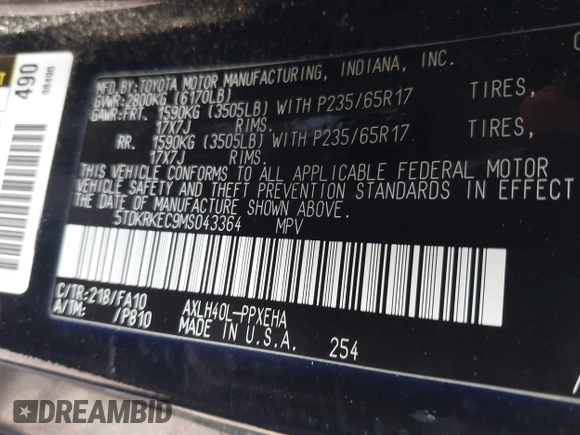 490
08490
MFD.BY:TOYOTA MOTOR MANUFACTURING, INDIANA, INC.
GVWR:2800KG (6170LB)
GAWR:FRT. 1590KG (3505LB) WITH P235/65R17 TIRES,
17X7J RIMS.
RR. 1590KG (3505LB) WITH P235/65R17 TIRES,
17X7J RIMS.
THIS VEHICLE CONFORMS TO ALL APPLICABLE FEDERAL MOTOR
VEHICLE SAFETY AND THEFT PREVENTION STANDARDS IN EFFECT
THE DATE OF MANUFACTURE SHOWN ABOVE.
5TDKRKEC9MS043364 MPV
C/TR:218/FA10
A/TM: /P810
AXLH40L-PPXEHA
MADE IN U.S.A. 254
DREAMBID